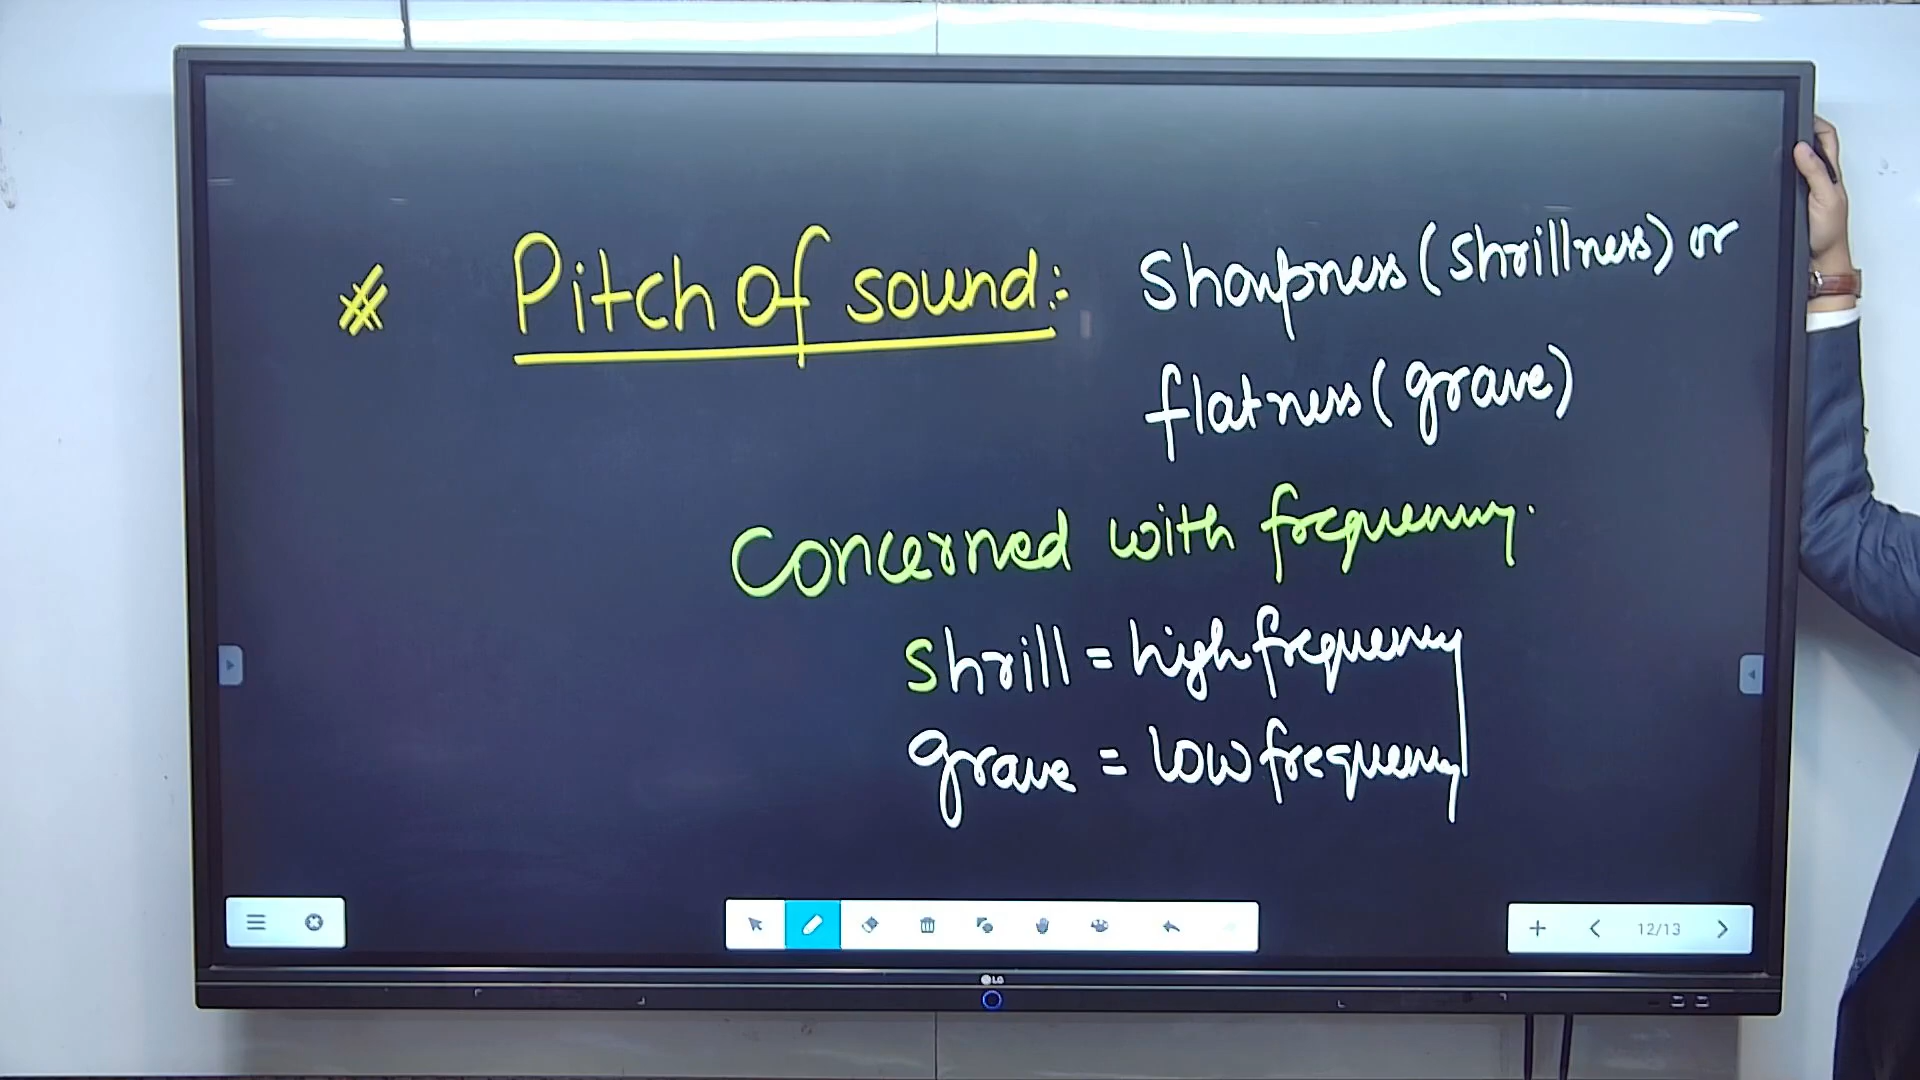 * Pitch of sound:- Sharpness (shrillness) or
flatness (grave)
Concerned with frequency.
Shrill = high frequency
grave = low frequency
12/13
LG